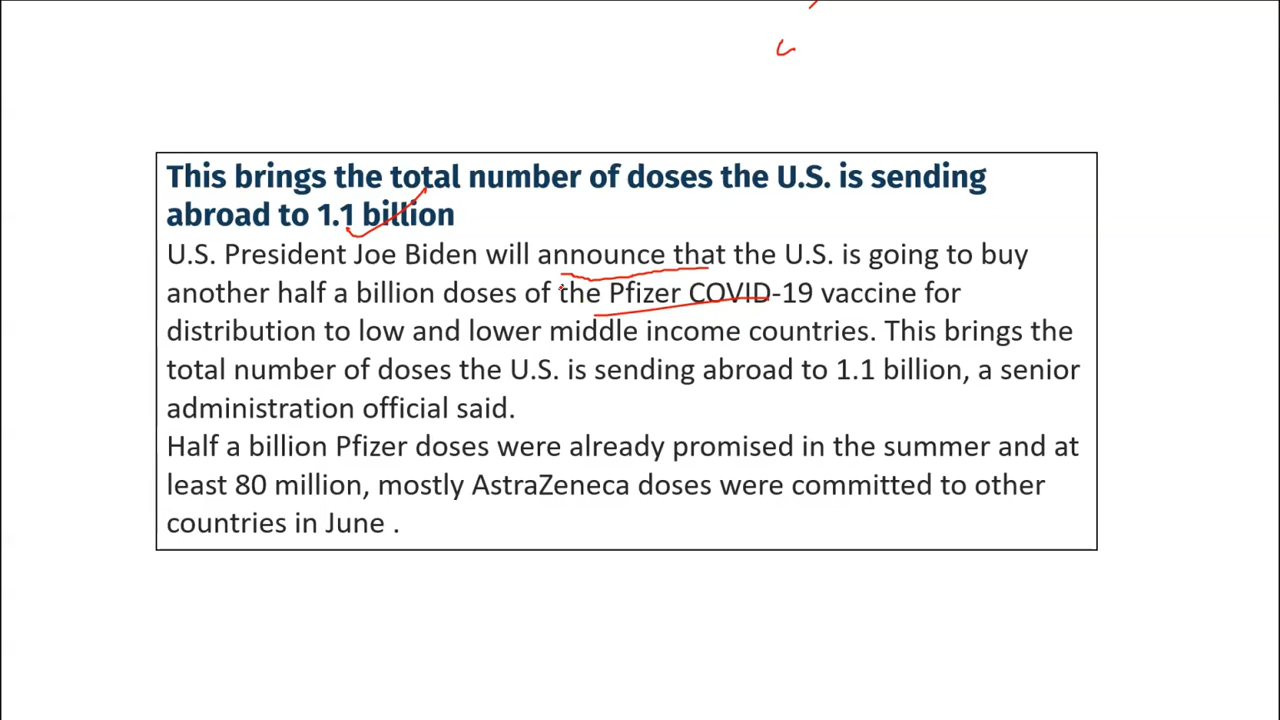 This brings the total number of doses the U.S. is sending
abroad to 1.1 billion
U.S. President Joe Biden will announce that the U.S. is going to buy
another half a billion doses of the Pfizer COVID-19 vaccine for
distribution to low and lower middle income countries. This brings the
total number of doses the U.S. is sending abroad to 1.1 billion, a senior
administration official said.
Half a billion Pfizer doses were already promised in the summer and at
least 80 million, mostly AstraZeneca doses were committed to other
countries in June .